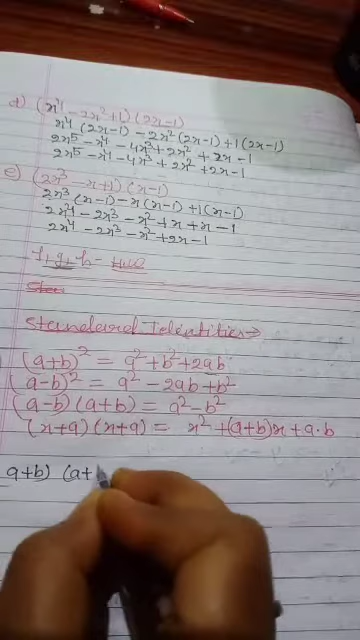 d) (x⁴ - 2x² + 1) (2x-1)
x⁴ (2x-1) - 2x² (2x-1) + 1 (2x-1)
2x⁵ - x⁴ - 4x³ + 2x² + 2x - 1
2x⁵ - x⁴ - 4x³ + 2x² + 2x - 1
e) (2x³ - x + 1) (x-1)
2x³ (x-1) - x (x-1) + 1 (x-1)
2x⁴ - 2x³ - x² + x + x - 1
2x⁴ - 2x³ - x² + 2x - 1
f, g, h - H.W
Standard Identities →
(a+b)² = a² + b² + 2ab
(a-b)² = a² - 2ab + b²
(a-b) (a+b) = a² - b²
(x+a) (x+a) = x² + (a+b)x + a·b
a+b) (a+